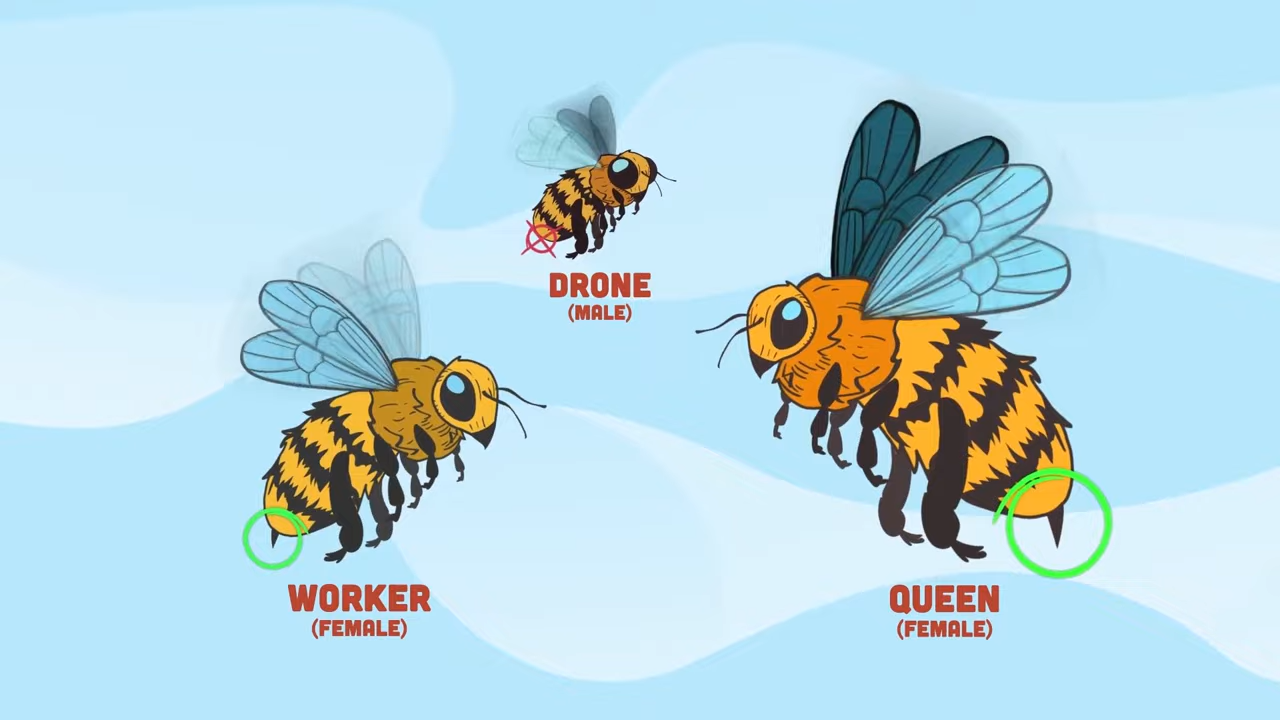 DRONE
(MALE)
WORKER
(FEMALE)
QUEEN
(FEMALE)